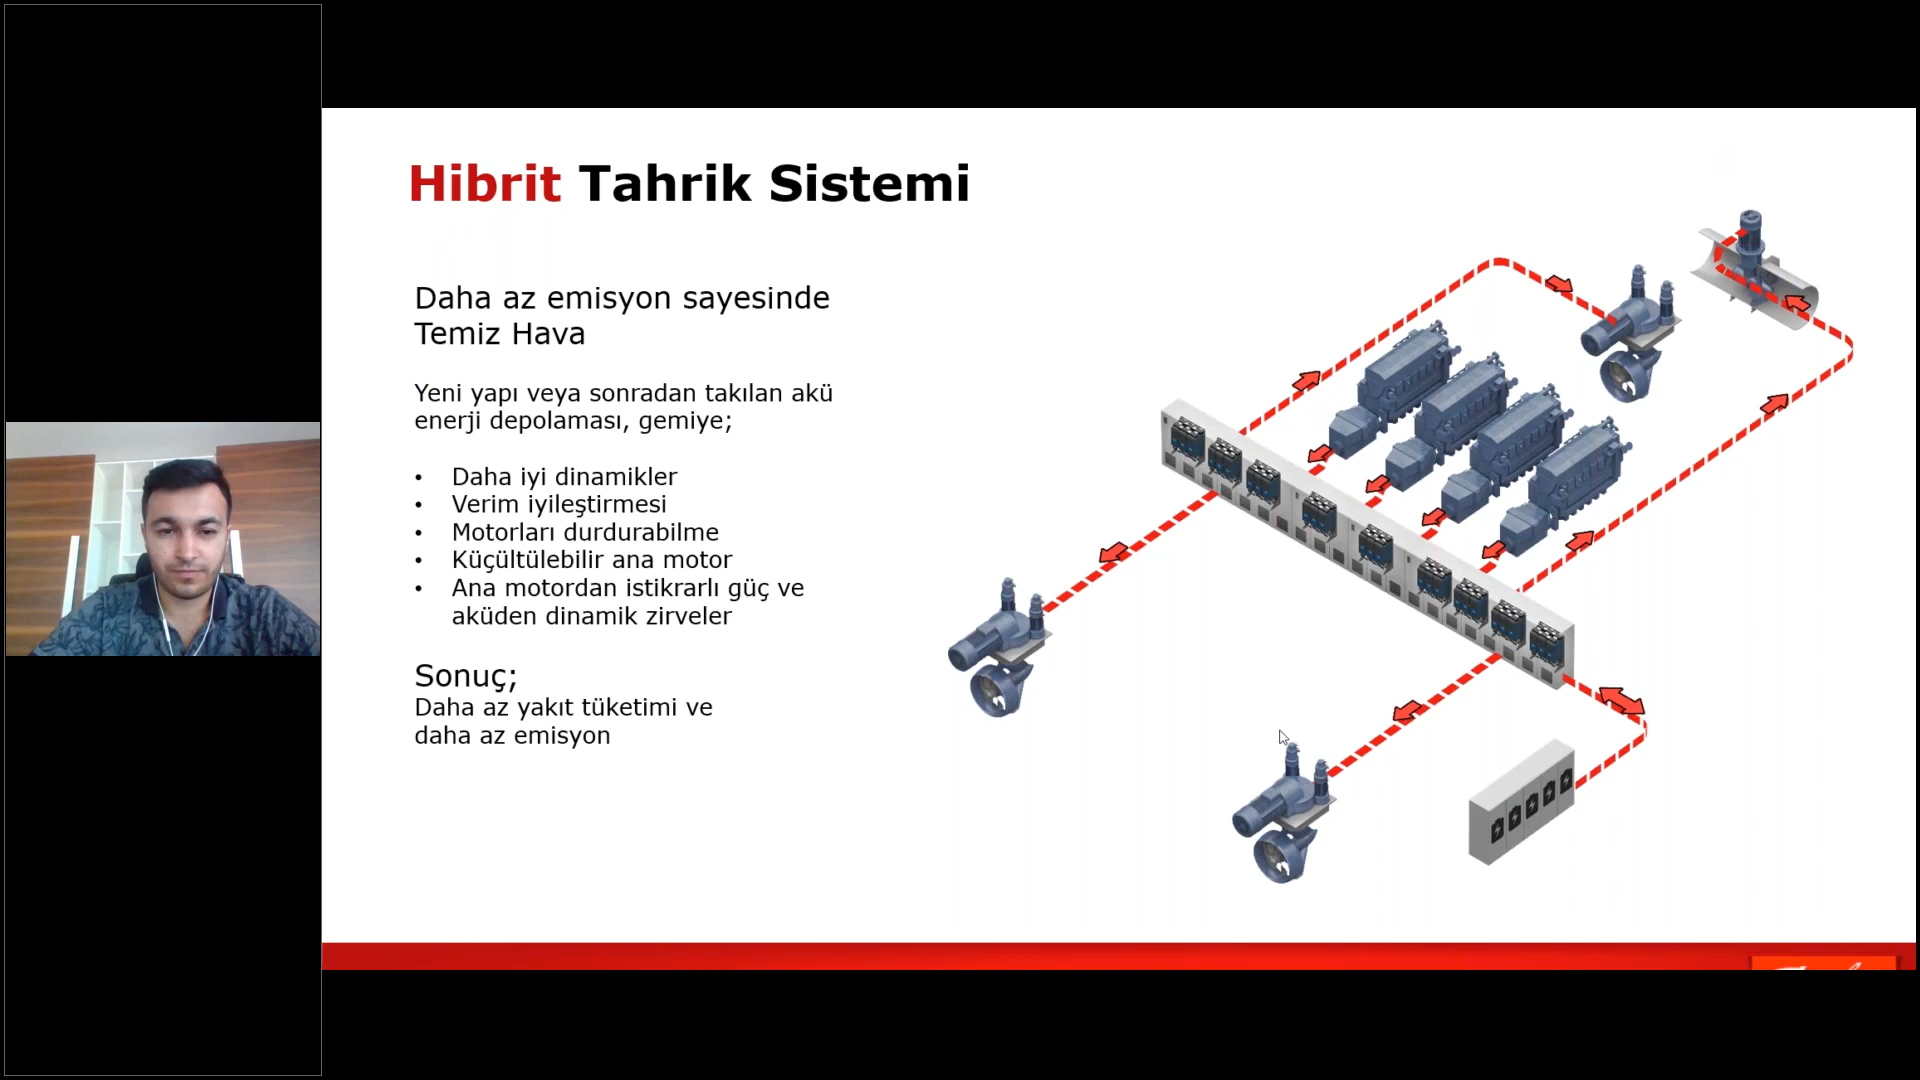 Hibrit Tahrik Sistemi
Daha az emisyon sayesinde
Temiz Hava
Yeni yapı veya sonradan takılan akü
enerji depolaması, gemiye;
• Daha iyi dinamikler
• Verim iyileştirmesi
• Motorları durdurabilme
• Küçültülebilir ana motor
• Ana motordan istikrarlı güç ve
aküden dinamik zirveler
Sonuç;
Daha az yakıt tüketimi ve
daha az emisyon